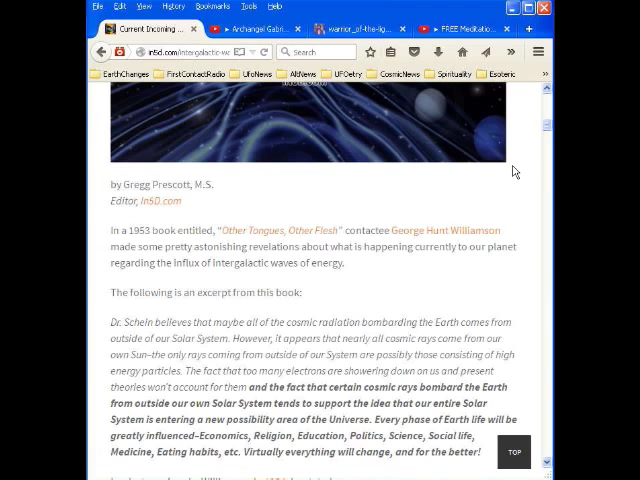 File Edit View History Bookmarks Tools Help
Current Incoming ... Archangel Gabri... warrior_of-the-lig... FREE Meditatio...
in5d.com/intergalactic-wa Search
EarthChanges FirstContactRadio UfoNews AltNews UFOetry CosmicNews Spirituality Esoteric
by Gregg Prescott, M.S.
Editor, In5D.com
In a 1953 book entitled, “Other Tongues, Other Flesh” contactee George Hunt Williamson
made some pretty astonishing revelations about what is happening currently to our planet
regarding the influx of intergalactic waves of energy.
The following is an excerpt from this book:
Dr. Schein believes that maybe all of the cosmic radiation bombarding the Earth comes from
outside of our Solar System. However, it appears that nearly all cosmic rays come from our
own Sun–the only rays coming from outside of our System are possibly those consisting of high
energy particles. The fact that too many electrons are showering down on us and present
theories won't account for them and the fact that certain cosmic rays bombard the Earth
from outside our own Solar System tends to support the idea that our entire Solar
System is entering a new possibility area of the Universe. Every phase of Earth life will be
greatly influenced–Economics, Religion, Education, Politics, Science, Social life,
Medicine, Eating habits, etc. Virtually everything will change, and for the better!
TOP